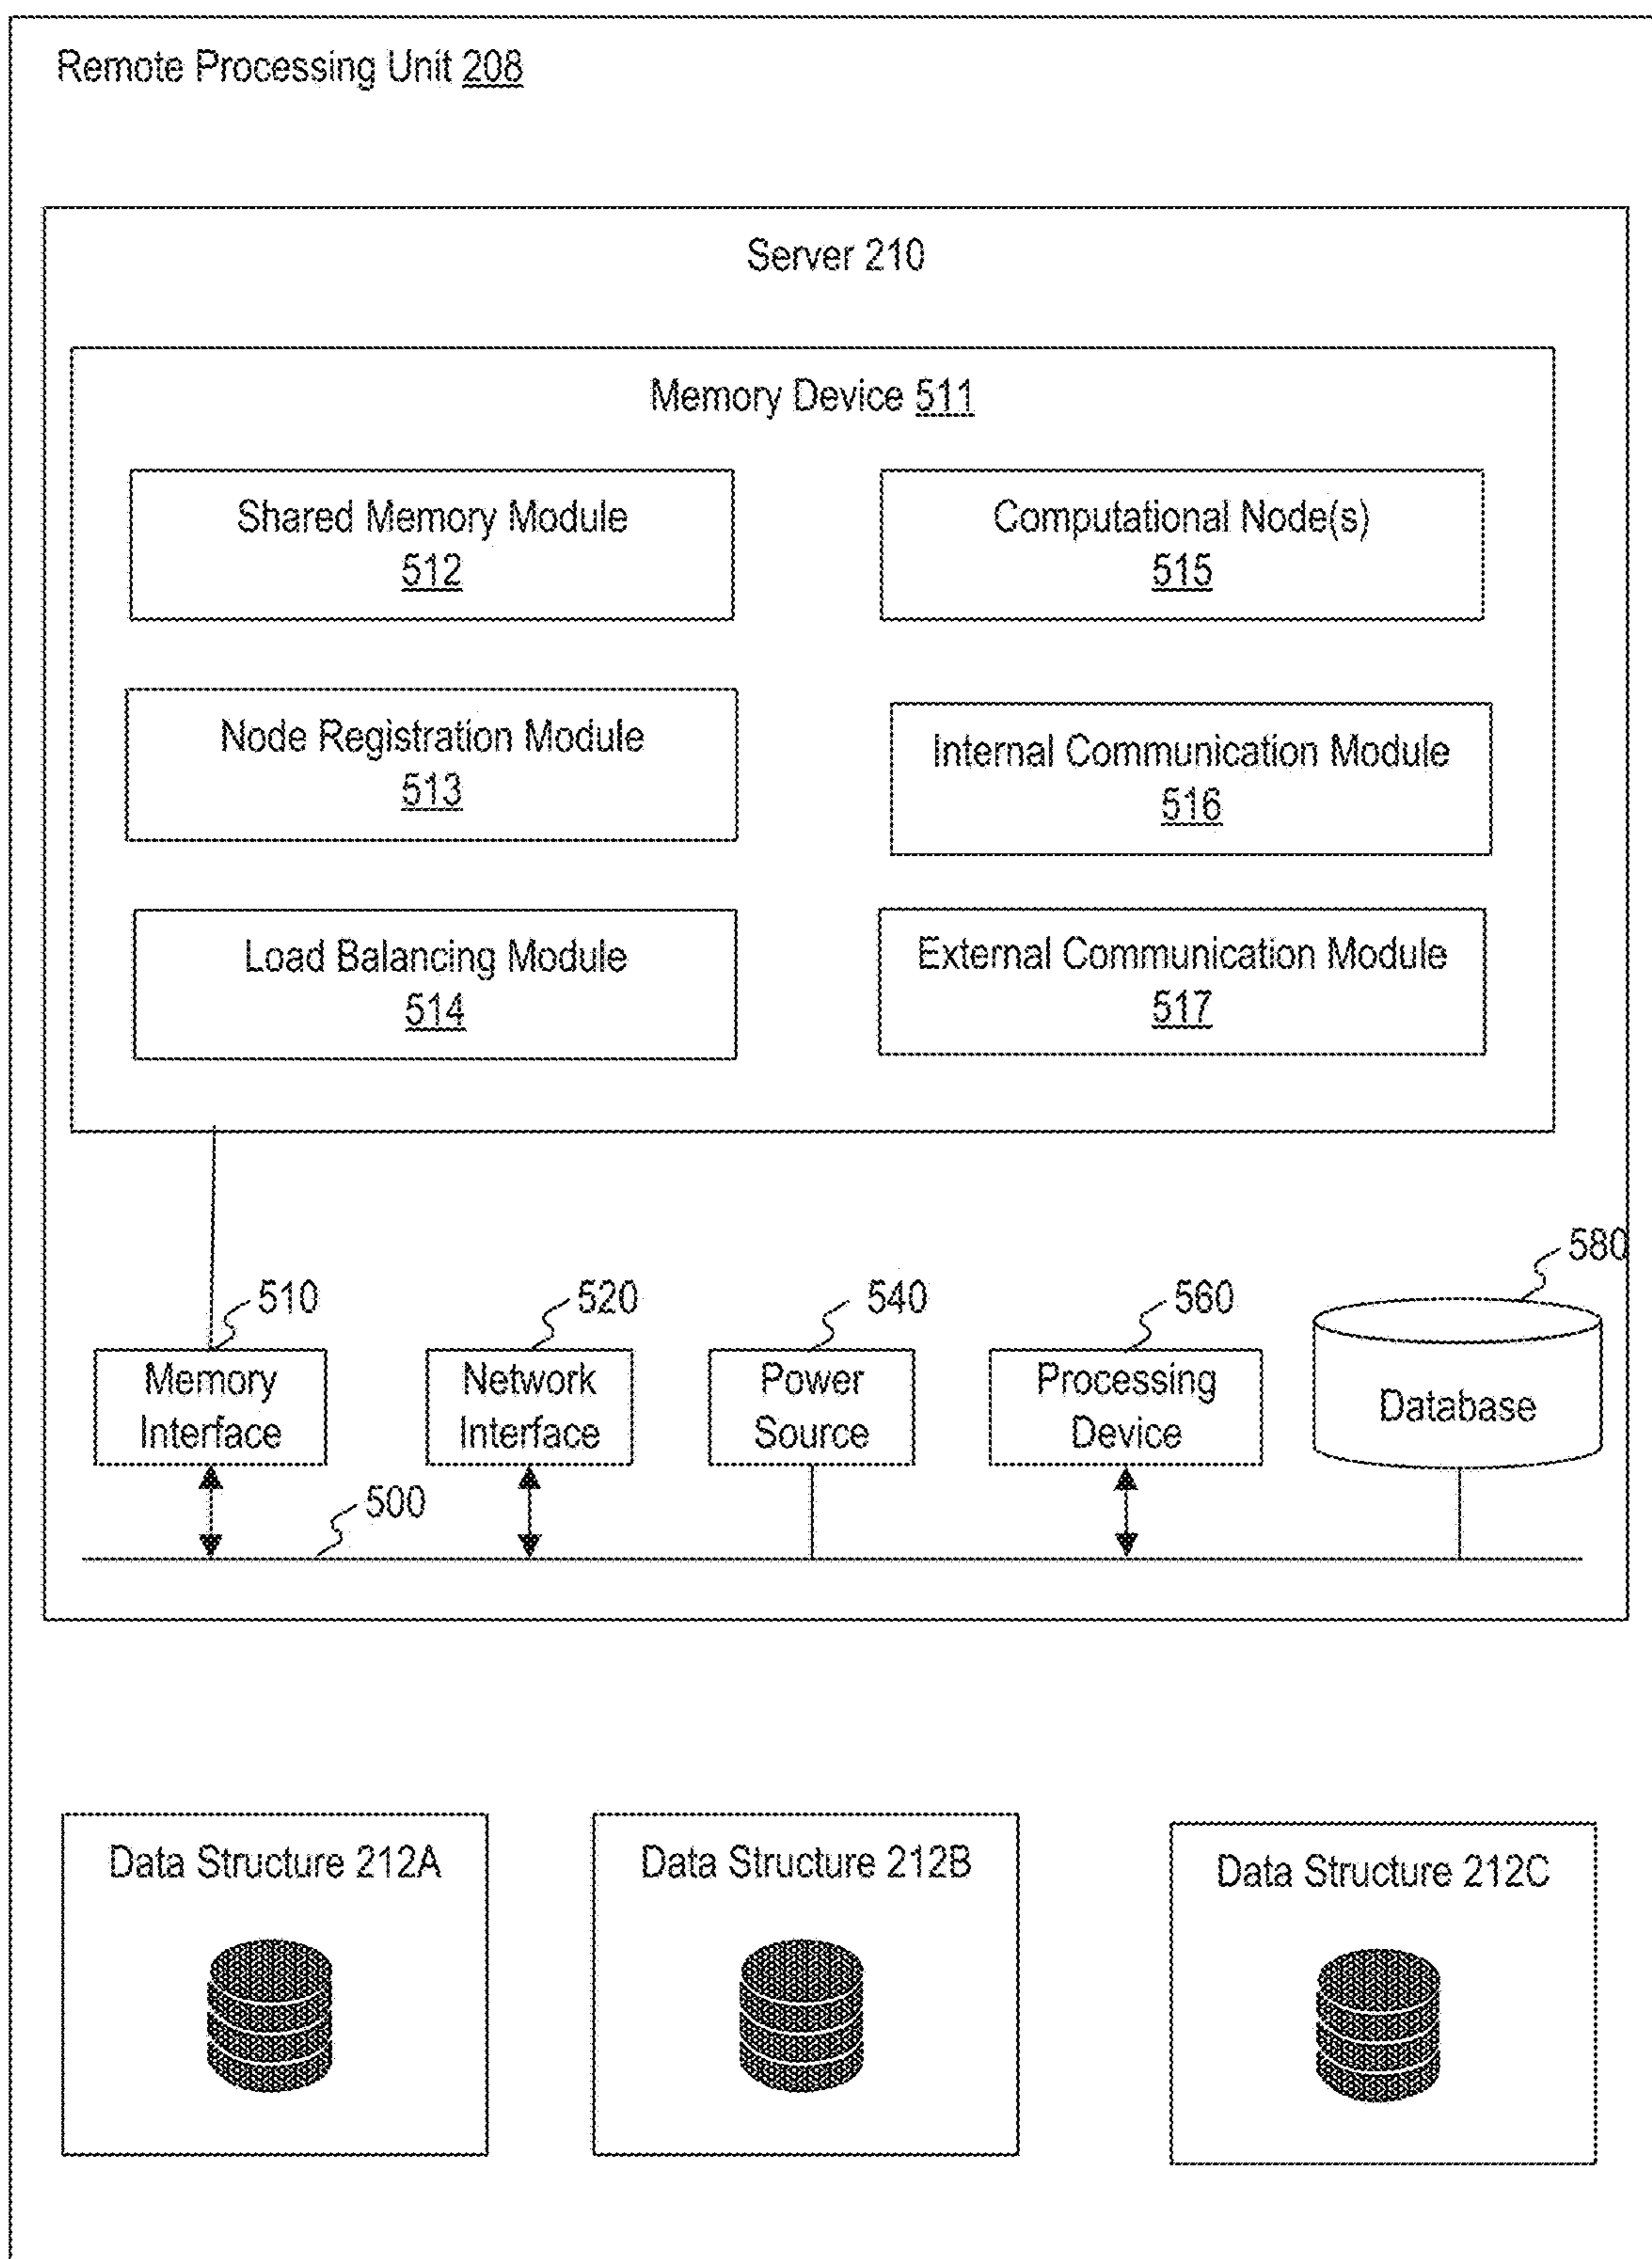 Remote Processing Unit 208
Server 210
Memory Device 511
Shared Memory Module
512
Computational Node(s)
515
Node Registration Module
513
Internal Communication Module
516
Load Balancing Module
514
External Communication Module
517
510
520
540
560
580
Memory
Interface
Network
Interface
Power
Source
Processing
Device
Database
500
Data Structure 212A
Data Structure 212B
Data Structure 212C